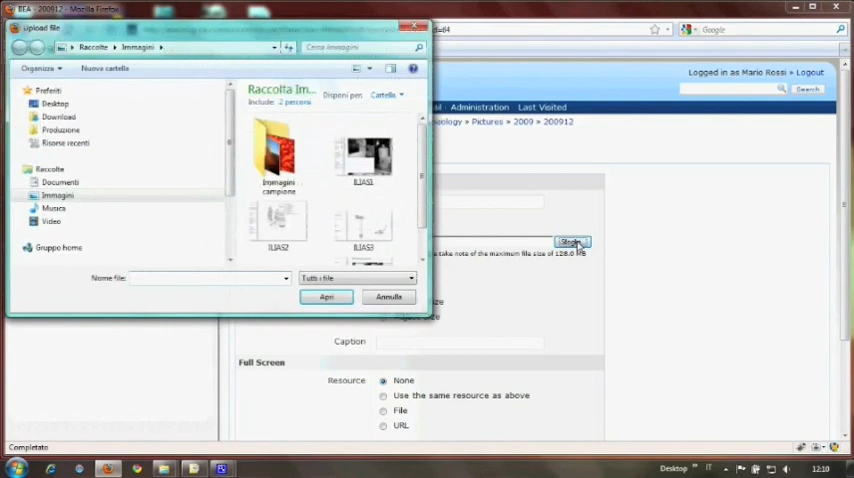 BEA - 200912 - Mozilla Firefox
Upload file
d=64
Raccolte
Immagini
Cerca Immagini
Google
Organizza
Nuova cartella
Logged in as Mario Rossi » Logout
Search
Preferiti
Desktop
Download
Produzione
Risorse recenti
Raccolta Im...
Include: 2 percorsi
Disponi per: Cartella
ail
Administration
Last Visited
aeology » Pictures » 2009 » 200912
Raccolte
Documenti
Immagini
Musica
Video
Gruppo home
Immagini campione
ILIAS1
ILIAS2
ILIAS3
Sfoglia
e take note of the maximum file size of 128.0 MB
Nome file:
Tutti i file
Apri
Annulla
Caption
Full Screen
Resource
None
Use the same resource as above
File
URL
Completato
Desktop
IT
12:10